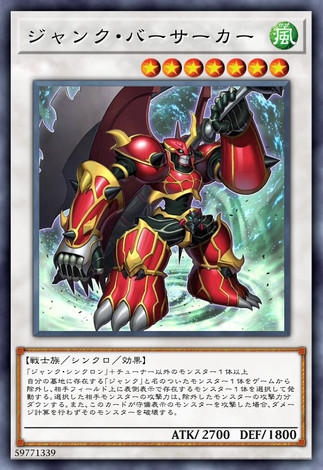 ジャンク・バーサーカー
風
【戦士族／シンクロ／効果】
「ジャンク・シンクロン」＋チューナー以外のモンスター１体以上
自分の墓地に存在する「ジャンク」と名のついたモンスター１体をゲームから
除外し、相手フィールド上に表側表示で存在するモンスター１体を選択して発
動する。選択した相手モンスターの攻撃力は、除外したモンスターの攻撃力分
ダウンする。また、このカードが守備表示のモンスターを攻撃した場合、ダメー
ジ計算を行わずそのモンスターを破壊する。
ATK/ 2700 DEF/1800
59771339